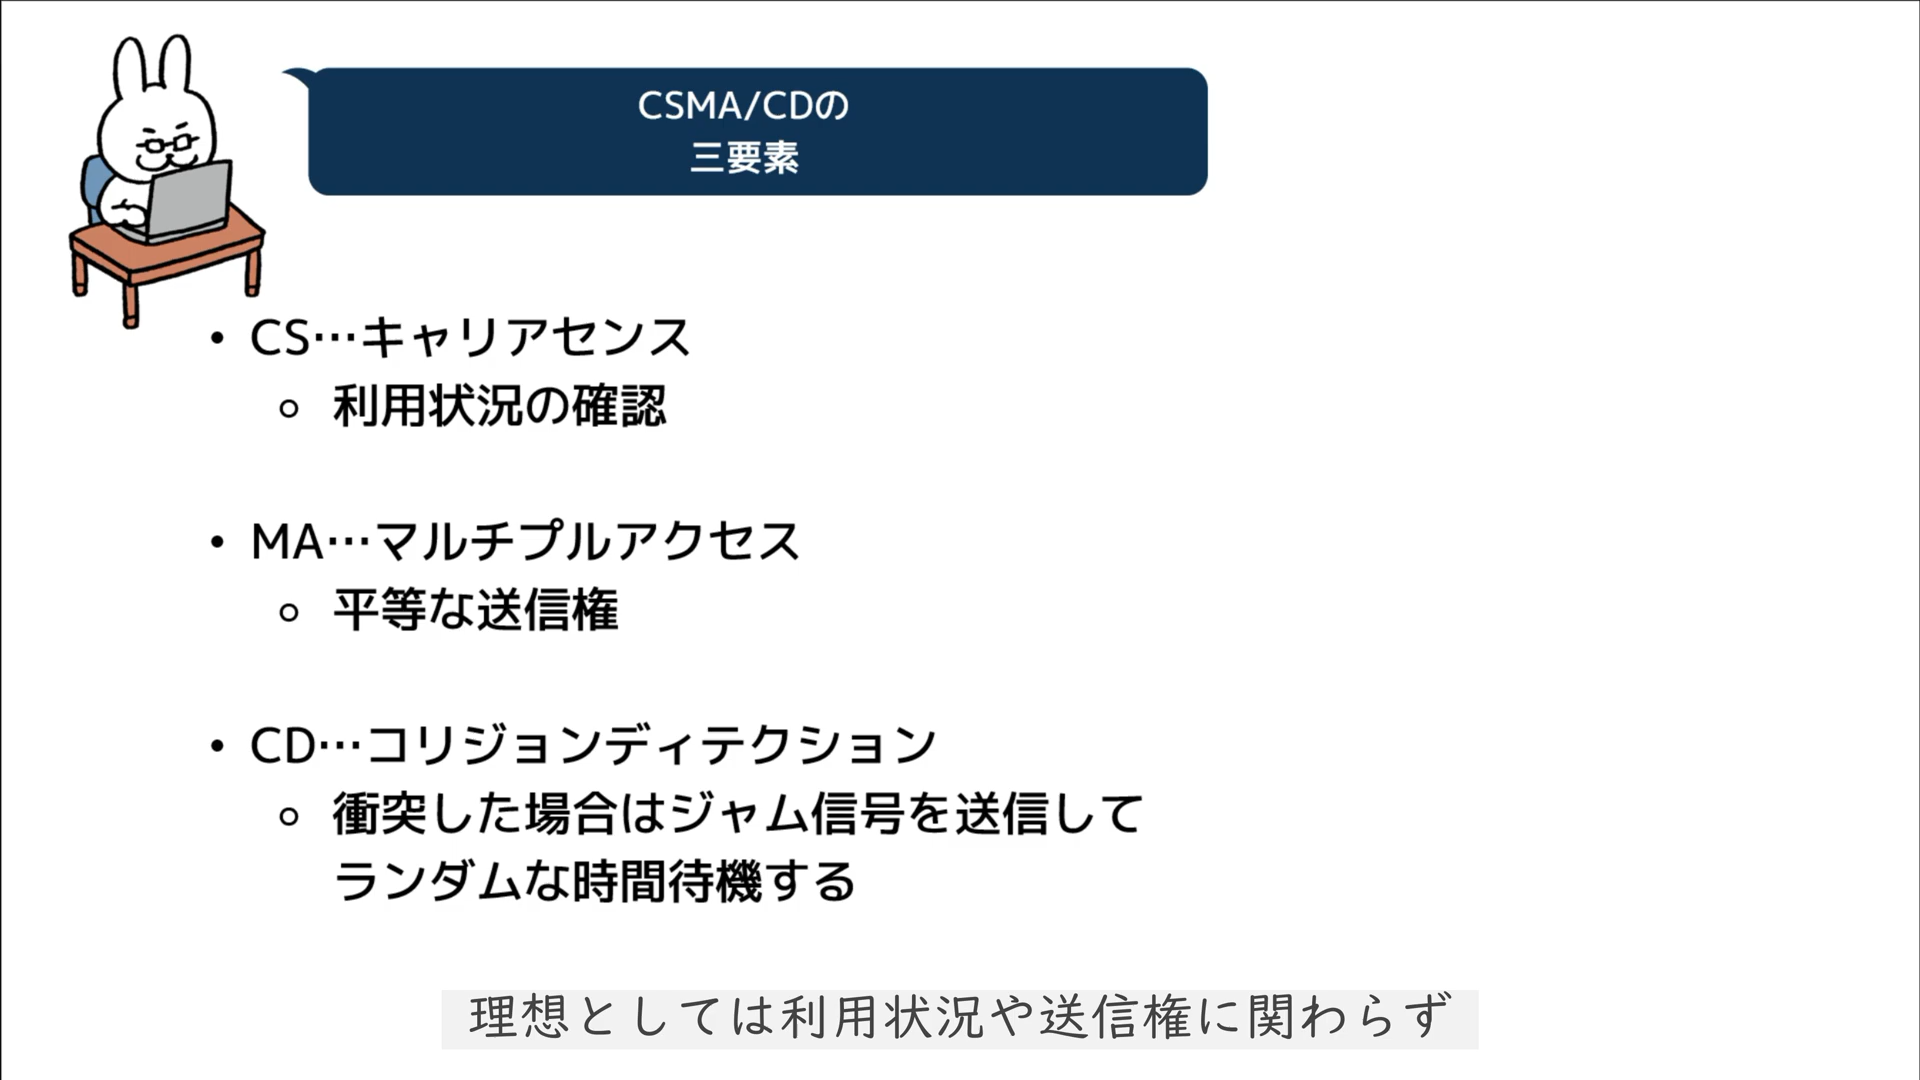 CSMA/CDの
三要素
• CS…キャリアセンス
○ 利用状況の確認
• MA…マルチプルアクセス
○ 平等な送信権
• CD…コリジョンディテクション
○ 衝突した場合はジャム信号を送信して
ランダムな時間待機する
理想としては利用状況や送信権に関わらず